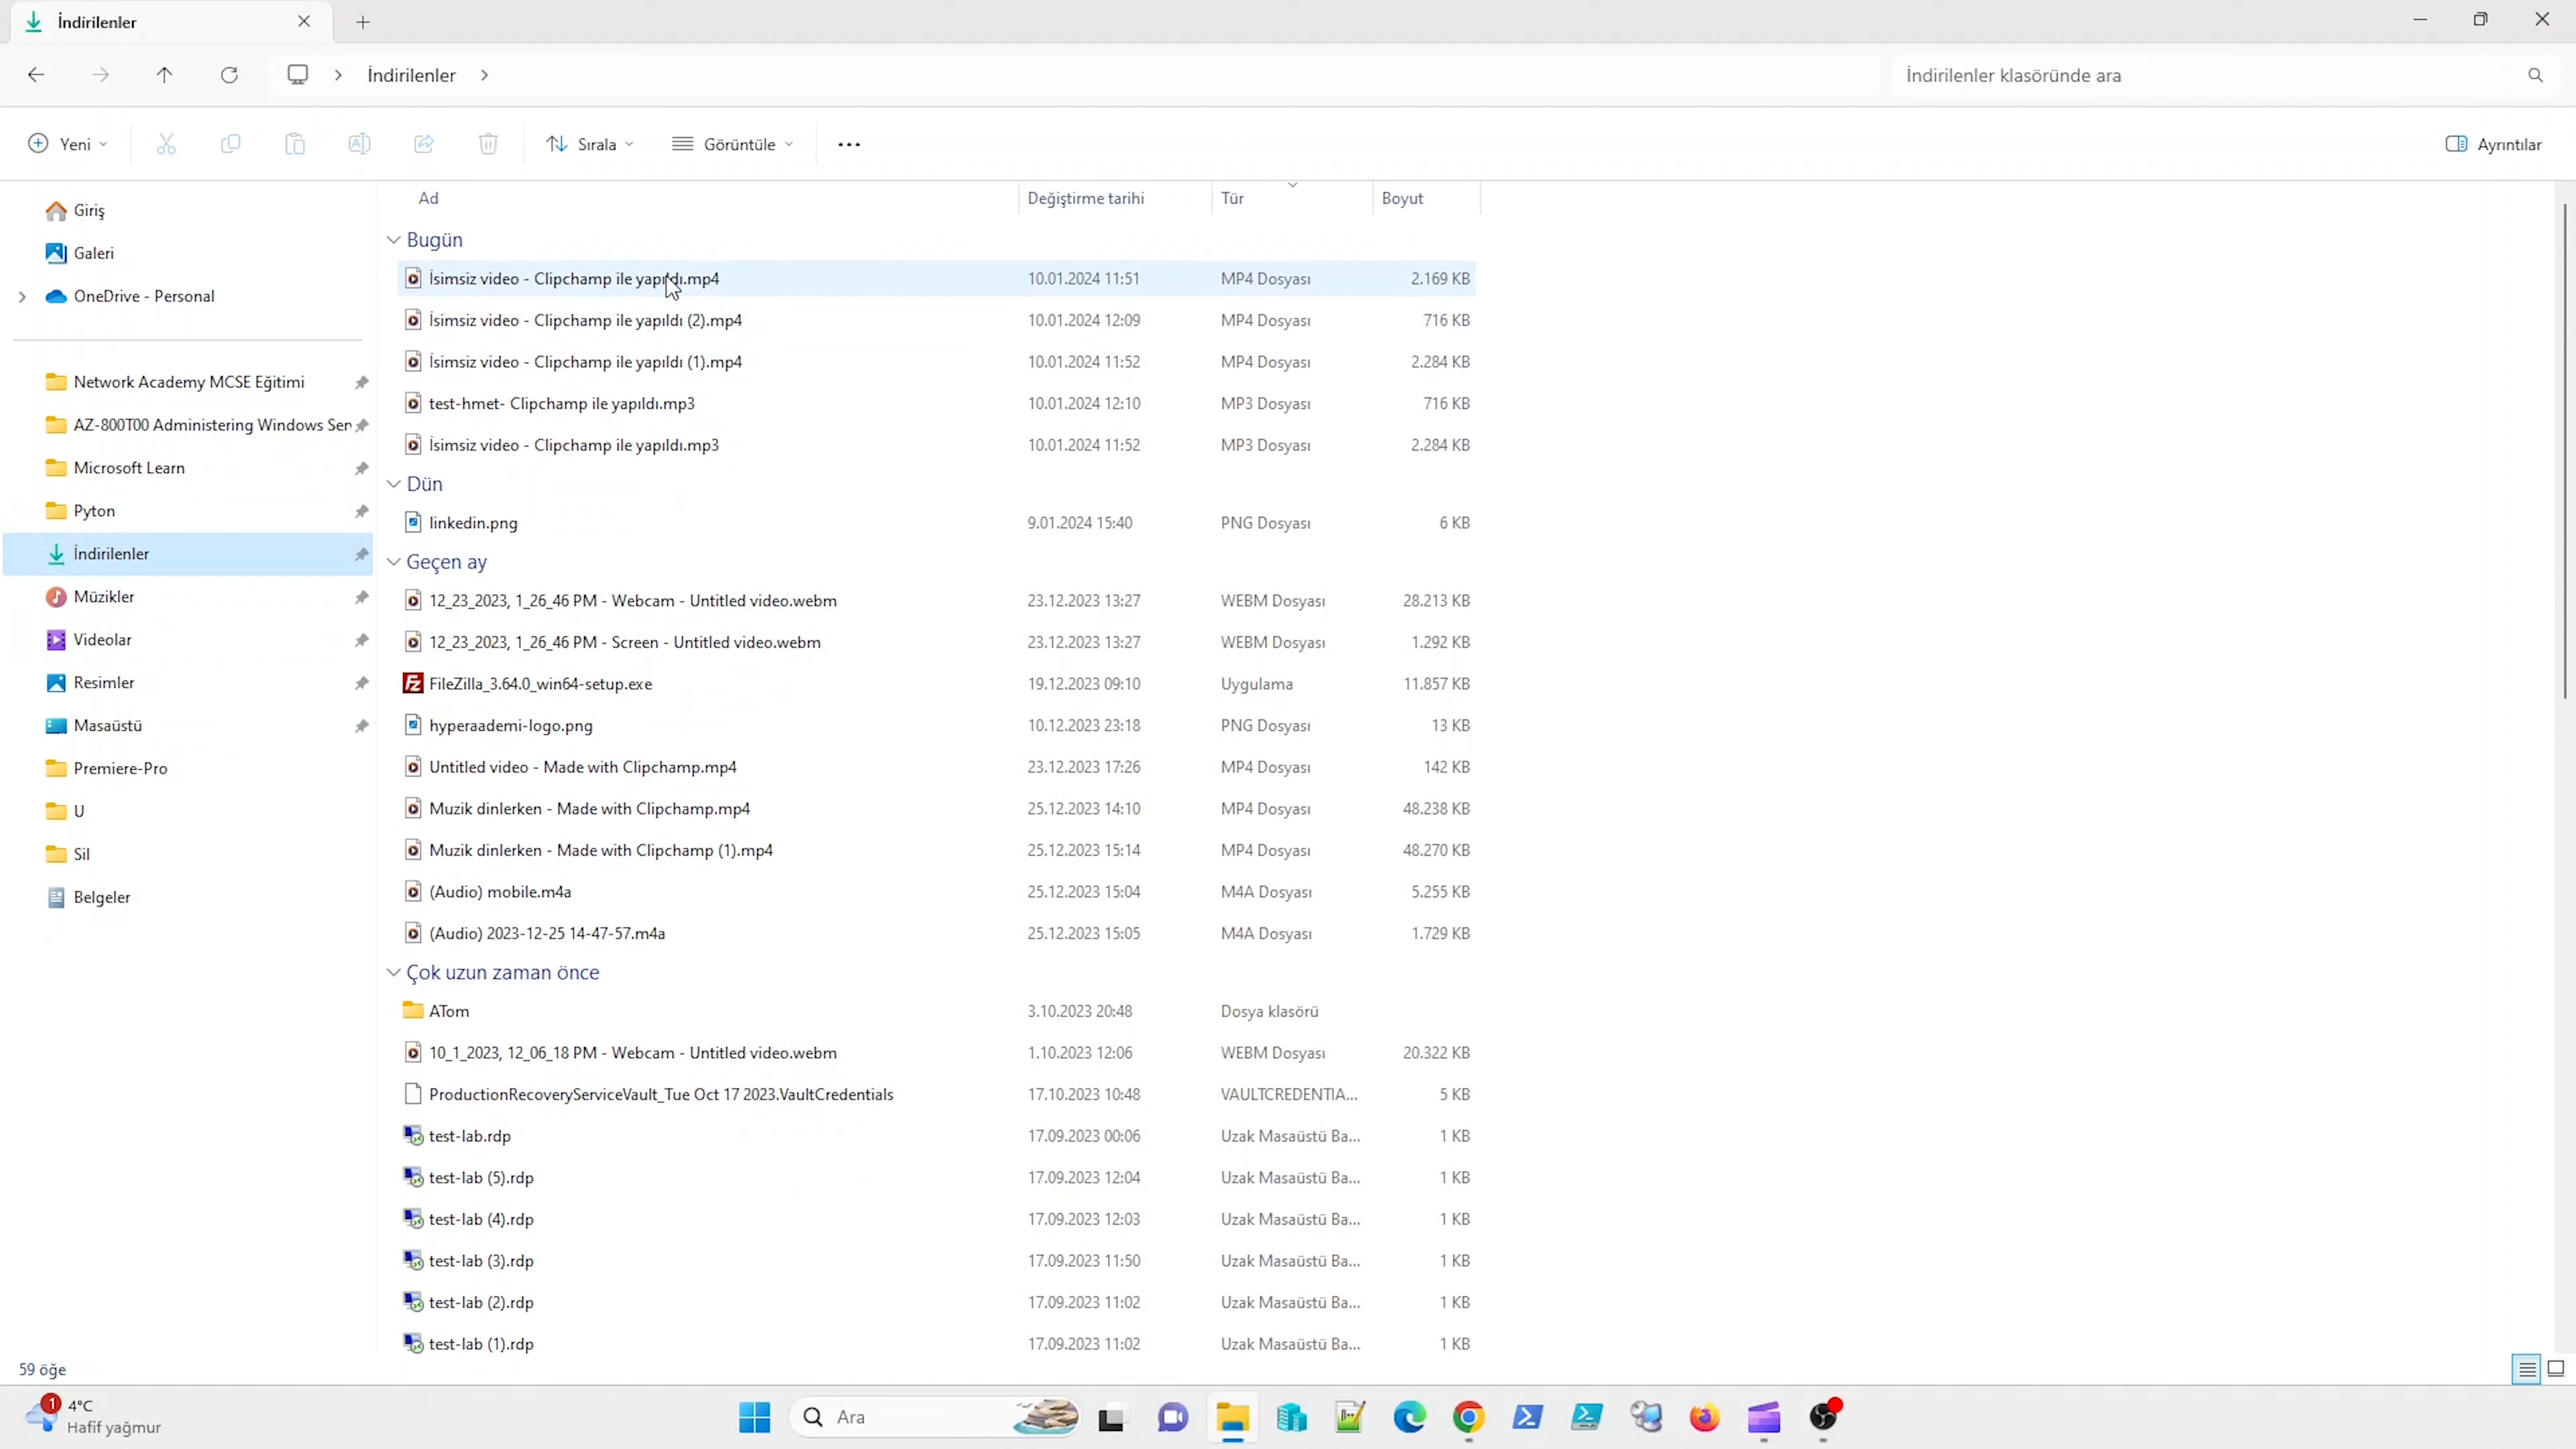 İndirilenler
İndirilenler
İndirilenler klasöründe ara
Yeni
Sırala
Görüntüle
Ayrıntılar
Ad Değiştirme tarihi Tür Boyut
Giriş
Galeri
OneDrive - Personal
Network Academy MCSE Eğitimi
AZ-800T00 Administering Windows Ser
Microsoft Learn
Pyton
İndirilenler
Müzikler
Videolar
Resimler
Masaüstü
Premiere-Pro
U
Sil
Belgeler
Bugün
İsimsiz video - Clipchamp ile yapıldı.mp4 10.01.2024 11:51 MP4 Dosyası 2.169 KB
İsimsiz video - Clipchamp ile yapıldı (2).mp4 10.01.2024 12:09 MP4 Dosyası 716 KB
İsimsiz video - Clipchamp ile yapıldı (1).mp4 10.01.2024 11:52 MP4 Dosyası 2.284 KB
test-hmet- Clipchamp ile yapıldı.mp3 10.01.2024 12:10 MP3 Dosyası 716 KB
İsimsiz video - Clipchamp ile yapıldı.mp3 10.01.2024 11:52 MP3 Dosyası 2.284 KB
Dün
linkedin.png 9.01.2024 15:40 PNG Dosyası 6 KB
Geçen ay
12_23_2023, 1_26_46 PM - Webcam - Untitled video.webm 23.12.2023 13:27 WEBM Dosyası 28.213 KB
12_23_2023, 1_26_46 PM - Screen - Untitled video.webm 23.12.2023 13:27 WEBM Dosyası 1.292 KB
FileZilla_3.64.0_win64-setup.exe 19.12.2023 09:10 Uygulama 11.857 KB
hyperaademi-logo.png 10.12.2023 23:18 PNG Dosyası 13 KB
Untitled video - Made with Clipchamp.mp4 23.12.2023 17:26 MP4 Dosyası 142 KB
Muzik dinlerken - Made with Clipchamp.mp4 25.12.2023 14:10 MP4 Dosyası 48.238 KB
Muzik dinlerken - Made with Clipchamp (1).mp4 25.12.2023 15:14 MP4 Dosyası 48.270 KB
(Audio) mobile.m4a 25.12.2023 15:04 M4A Dosyası 5.255 KB
(Audio) 2023-12-25 14-47-57.m4a 25.12.2023 15:05 M4A Dosyası 1.729 KB
Çok uzun zaman önce
ATom 3.10.2023 20:48 Dosya klasörü
10_1_2023, 12_06_18 PM - Webcam - Untitled video.webm 1.10.2023 12:06 WEBM Dosyası 20.322 KB
ProductionRecoveryServiceVault_Tue Oct 17 2023.VaultCredentials 17.10.2023 10:48 VAULTCREDENTIA... 5 KB
test-lab.rdp 17.09.2023 00:06 Uzak Masaüstü Ba... 1 KB
test-lab (5).rdp 17.09.2023 12:04 Uzak Masaüstü Ba... 1 KB
test-lab (4).rdp 17.09.2023 12:03 Uzak Masaüstü Ba... 1 KB
test-lab (3).rdp 17.09.2023 11:50 Uzak Masaüstü Ba... 1 KB
test-lab (2).rdp 17.09.2023 11:02 Uzak Masaüstü Ba... 1 KB
test-lab (1).rdp 17.09.2023 11:02 Uzak Masaüstü Ba... 1 KB
59 öğe
1
4°C
Hafif yağmur
Ara